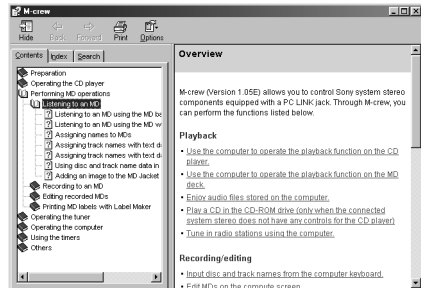 M-crew
Hide Back Forward Print Options
Contents Index Search
Preparation
Operating the CD player
Performing MD operations
Listening to an MD
Listening to an MD using the MD ba
Listening to an MD using the MD w
Assigning names to MDs
Assigning track names with text d
Assigning track names with text d
Using disc and track name data in
Adding an image to the MD Jacket
Recording to an MD
Editing recorded MDs
Printing MD labels with Label Maker
Operating the tuner
Operating the computer
Using the timers
Others
Overview
M-crew (Version 1.05E) allows you to control Sony system stereo
components equipped with a PC LINK jack. Through M-crew, you
can perform the functions listed below.
Playback
• Use the computer to operate the playback function on the CD
player.
• Use the computer to operate the playback function on the MD
deck.
• Enjoy audio files stored on the computer.
• Play a CD in the CD-ROM drive (only when the connected
system stereo does not have any controls for the CD player)
• Tune in radio stations using the computer.
Recording/editing
• Input disc and track names from the computer keyboard.
• Edit MDs on the compute screen.